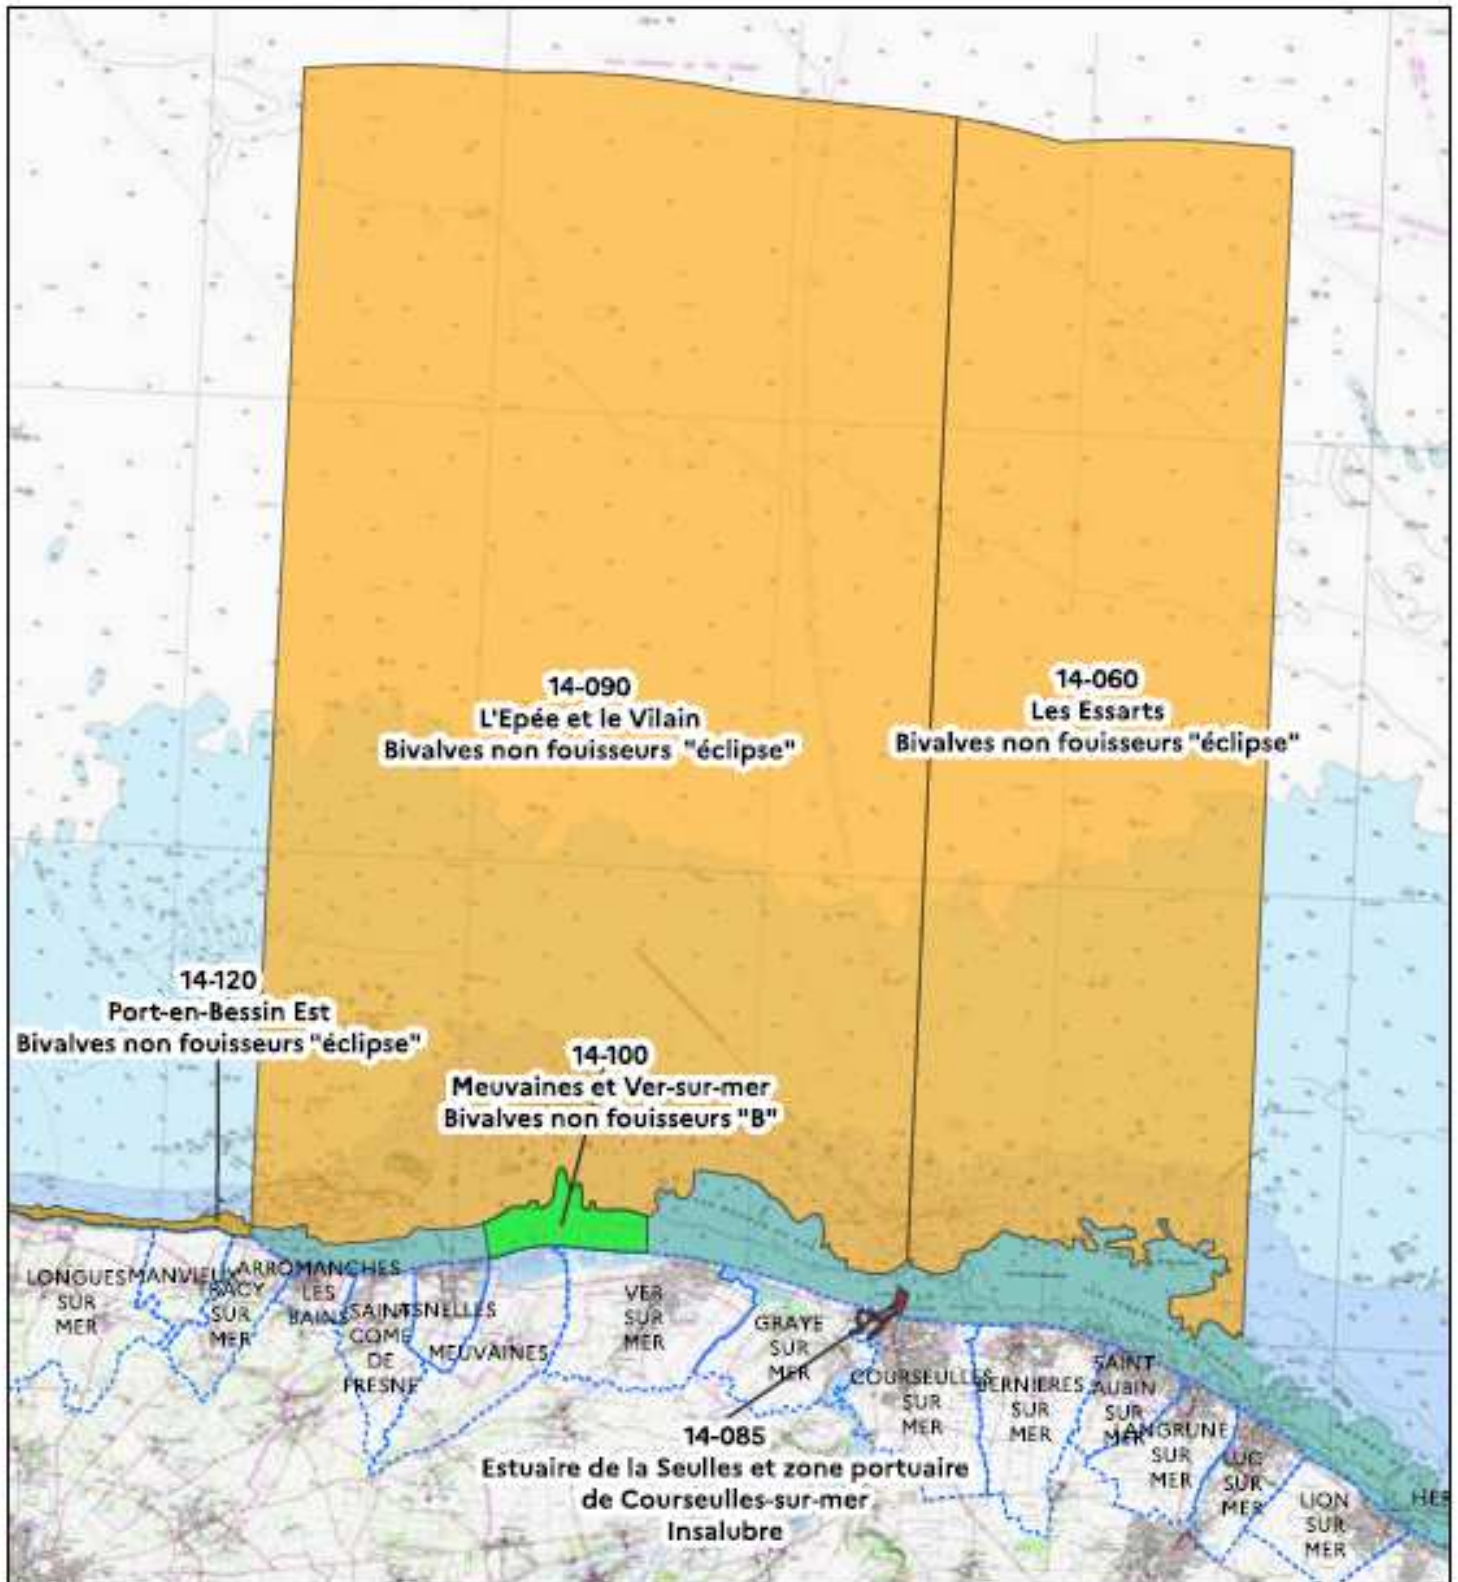 14-090
L'Epée et le Vilain
Bivalves non fouisseurs "éclipse"
14-060
Les Essarts
Bivalves non fouisseurs "éclipse"
14-120
Port-en-Bessin Est
Bivalves non fouisseurs "éclipse"
14-100
Meuvaines et Ver-sur-mer
Bivalves non fouisseurs "B"
LONGUES
SUR
MER
MANVIEUX
RACY
SUR
MER
ARROMANCHES
LES
BAINS
SAINT
COME
DE
FRESNE
ASNELLES
MEUVAINES
VER
SUR
MER
GRAYE
SUR
MER
COURSEULLES
SUR
MER
BERNIERES
SUR
MER
SAINT
AUBIN
SUR
MER
LANGRUNE
SUR
MER
LUC
SUR
MER
LION
SUR
MER
HER
14-085
Estuaire de la Seulles et zone portuaire
de Courseulles-sur-mer
Insalubre